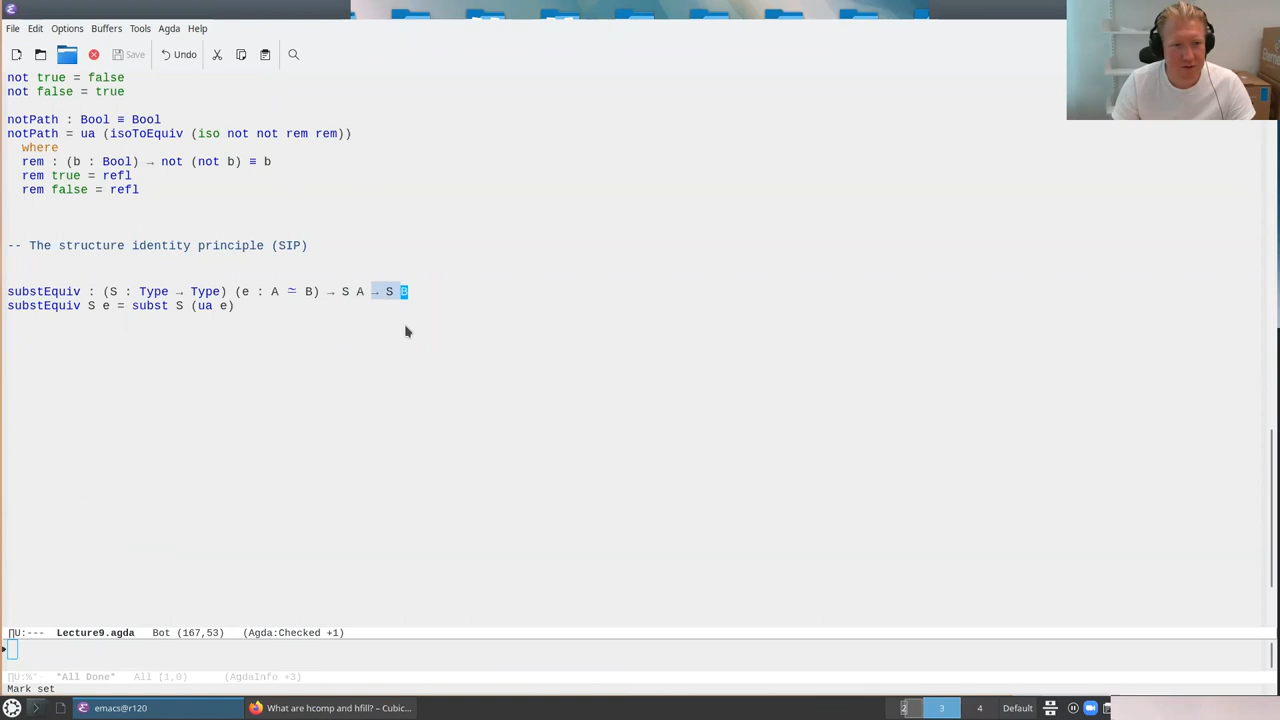 File Edit Options Buffers Tools Agda Help
Save Undo
not true = false
not false = true
notPath : Bool ≡ Bool
notPath = ua (isoToEquiv (iso not not rem rem))
where
rem : (b : Bool) → not (not b) ≡ b
rem true = refl
rem false = refl
-- The structure identity principle (SIP)
substEquiv : (S : Type → Type) (e : A ≃ B) → S A → S B
substEquiv S e = subst S (ua e)
∏U:--- Lecture9.agda Bot (167,53) (Agda:Checked +1)
∏U:%*- *All Done* All (1,0) (AgdaInfo +3)
Mark set
emacs@r120 What are hcomp and hfill? – Cubic... 2 3 4 Default